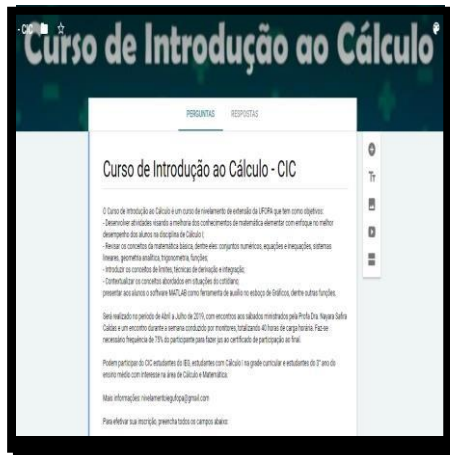 - CIC
Curso de Introdução ao Cálculo
PERGUNTAS RESPOSTAS
Curso de Introdução ao Cálculo - CIC
O Curso de Introdução ao Cálculo é um curso de nivelamento de extensão da UFOPA que tem como objetivos:
- Desenvolver atividades visando a melhoria dos conhecimentos de matemática elementar com enfoque no melhor
desempenho dos alunos na disciplina de Cálculo I;
- Revisar os conceitos da matemática básica, dentre eles: conjuntos numéricos, equações e inequações, sistemas
lineares, geometria analítica, trigonometria, funções;
- Introduzir os conceitos de limites, técnicas de derivação e integração;
- Contextualizar os conceitos abordados em situações do cotidiano;
presentar aos alunos o software MATLAB como ferramenta de auxílio no esboço de Gráficos, dentre outras funções;
Será realizado no período de Abril a Julho de 2019, com encontros aos sábados ministrados pela Profa Dra. Nayara Safira
Caldas e um encontro durante a semana conduzido por monitores, totalizando 40 horas de carga horária. Faz-se
necessário frequência de 75% do participante para fazer jus ao certificado de participação ao final.
Podem participar do CIC estudantes do IEG, estudantes com Cálculo I na grade curricular e estudantes do 3° ano do
ensino médio com interesse na área de Cálculo e Matemática.
Mais informações: nivelamentoiegufopa@gmail.com
Para efetivar sua inscrição, preencha todos os campos abaixo:
Tт